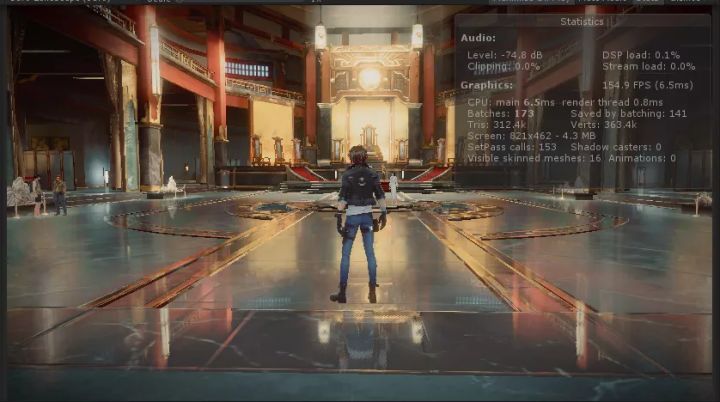 Statistics
Audio:
Level: -74.8 dB DSP load: 0.1%
Clipping: 0.0% Stream load: 0.0%
Graphics: 154.9 FPS (6.5ms)
CPU: main 6.5ms render thread 0.8ms
Batches: 173 Saved by batching: 141
Tris: 312.4k Verts: 363.4k
Screen: 821x462 - 4.3 MB
SetPass calls: 153 Shadow casters: 0
Visible skinned meshes: 16 Animations: 0